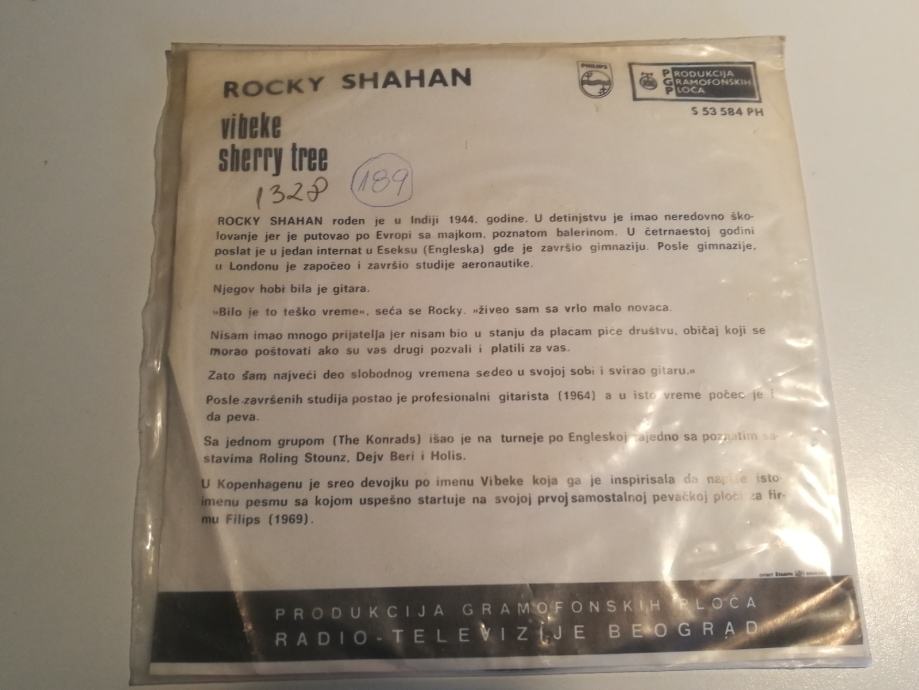 ROCKY SHAHAN
PHILIPS
PRODUKCIJA
GRAMOFONSKIH
PLOČA
S 53 584 PH
vibeke
sherry tree
1328
189
ROCKY SHAHAN rođen je u Indiji 1944. godine. U detinjstvu je imao neredovno ško-
lovanje jer je putovao po Evropi sa majkom, poznatom balerinom. U četrnaestoj godini
poslat je u jedan internat u Eseksu (Engleska) gde je završio gimnaziju. Posle gimnazije,
u Londonu je započeo i završio studije aeronautike.
Njegov hobi bila je gitara.
»Bilo je to teško vreme«, seća se Rocky. »živeo sam sa vrlo malo novaca.
Nisam imao mnogo prijatelja jer nisam bio u stanju da placam piće društvu, običaj koji se
morao poštovati ako su vas drugi pozvali i platili za vas.
Zato sam najveći deo slobodnog vremena sedeo u svojoj sobi i svirao gitaru.»
Posle završenih studija postao je profesionalni gitarista (1964) a u isto vreme počeo je i
da peva.
Sa jednom grupom (The Konrads) išao je na turneje po Engleskoj zajedno sa poznatim sa-
stavima Roling Stounz, Dejv Beri i Holis.
U Kopenhagenu je sreo devojku po imenu Vibeke koja ga je inspirisala da napiše isto-
imenu pesmu sa kojom uspešno startuje na svojoj prvoj samostalnoj pevačkoj ploči za fir-
mu Filips (1969).
PRODUKCIJA GRAMOFONSKIH PLOČA
RADIO-TELEVIZIJE BEOGRAD